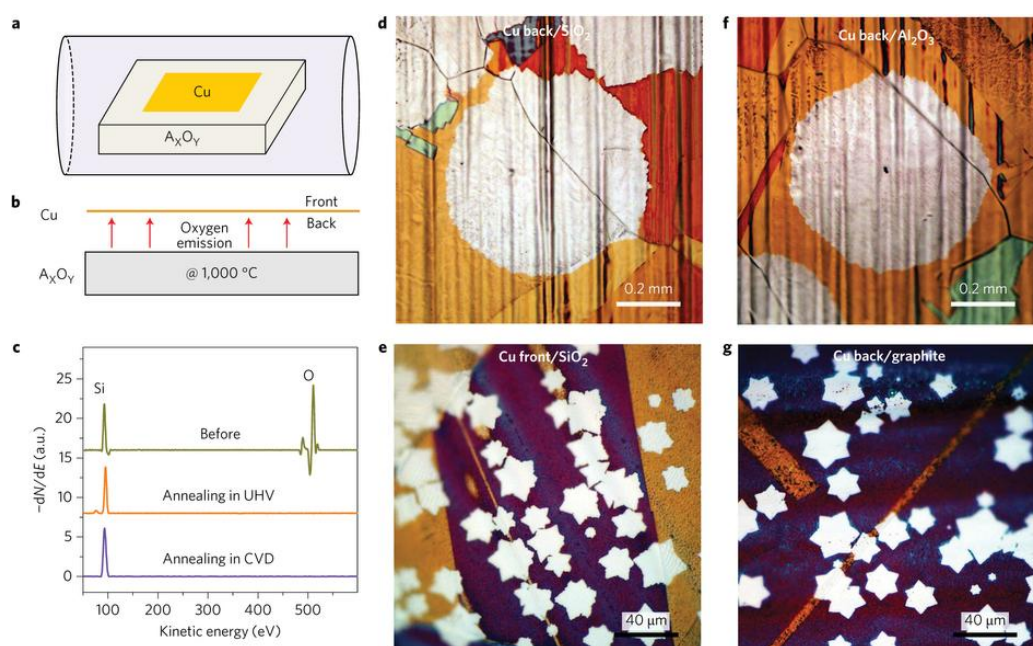 a
Cu
AXOY
b
Cu
Front
Back
Oxygen
emission
AXOY
@ 1,000 °C
c
25
20
15
10
5
0
Si
O
Before
Annealing in UHV
Annealing in CVD
−dN/dE (a.u.)
100
200
300
400
500
Kinetic energy (eV)
d
Cu back/SiO2
0.2 mm
e
Cu front/SiO2
40 µm
f
Cu back/Al2O3
0.2 mm
g
Cu back/graphite
40 µm